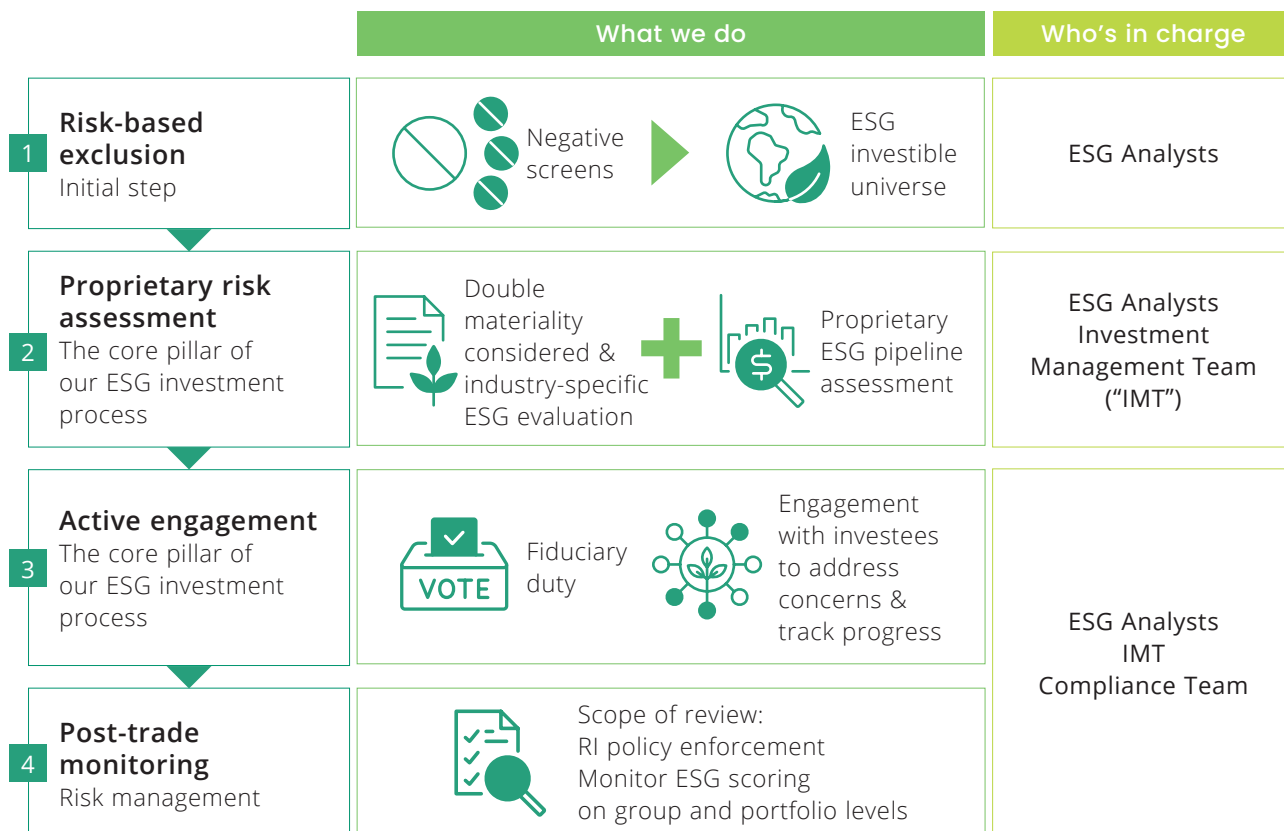 What we do
Who's in charge
1
Risk-based
exclusion
Initial step
Negative
screens
ESG
investible
universe
ESG Analysts
2
Proprietary risk
assessment
The core pillar of
our ESG investment
process
Double
materiality
considered &
industry-specific
ESG evaluation
$
Proprietary
ESG pipeline
assessment
ESG Analysts
Investment
Management Team
(“IMT”)
3
Active engagement
The core pillar of
our ESG investment
process
VOTE
Fiduciary
duty
Engagement
with investees
to address
concerns &
track progress
ESG Analysts
IMT
Compliance Team
4
Post-trade
monitoring
Risk management
Scope of review:
RI policy enforcement
Monitor ESG scoring
on group and portfolio levels